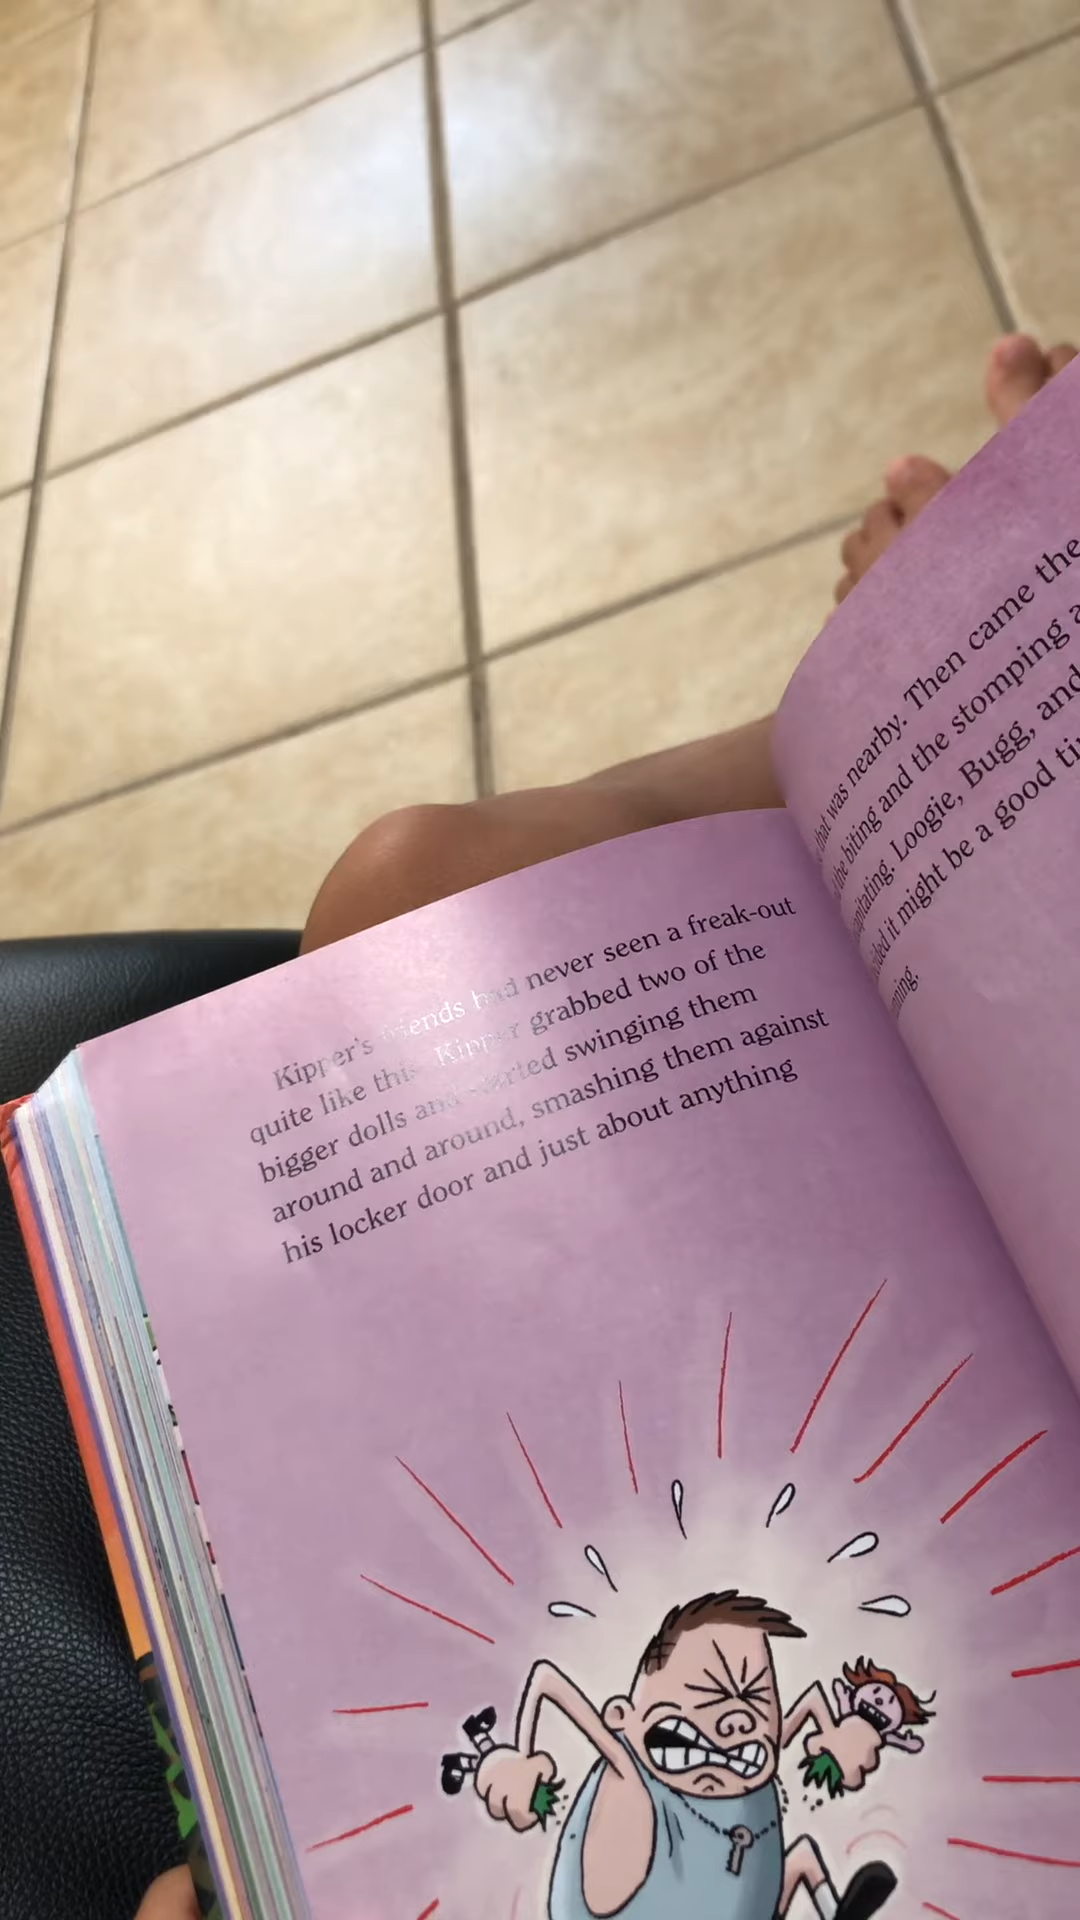 Kipper's friends had never seen a freak-out
quite like this. Kipper grabbed two of the
bigger dolls and started swinging them
around and around, smashing them against
his locker door and just about anything
that was nearby. Then came the
the biting and the stomping
Loogie, Bugg, and
it might be a good